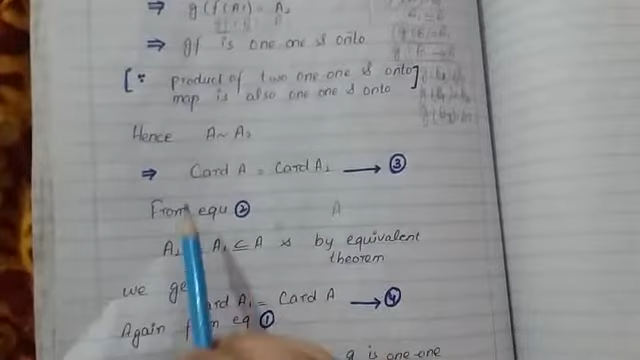 ⇒ g(f(A)) = A₂
⇒ gf is one one & onto
[∵ product of two one one & onto
map is also one one & onto]
Hence A ~ A₂
⇒ Card A = Card A₂ → ③
From equ ②
A
A₂ A₁ ⊆ A & by equivalent
theorem
we ge
ard A₁ = Card A → ④
Again from eq ①
g is one-one